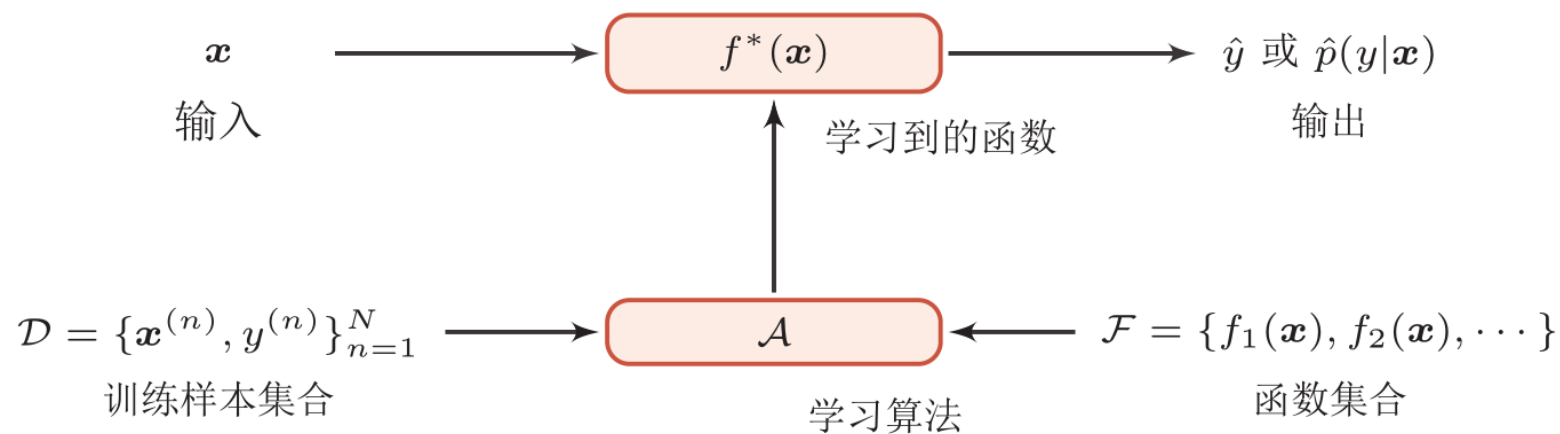 x f*(x) ŷ 或 p̂(y|x)
输入 学习到的函数 输出
D = {x^(n), y^(n)}_{n=1}^N A F = {f_1(x), f_2(x), ···}
训练样本集合 学习算法 函数集合